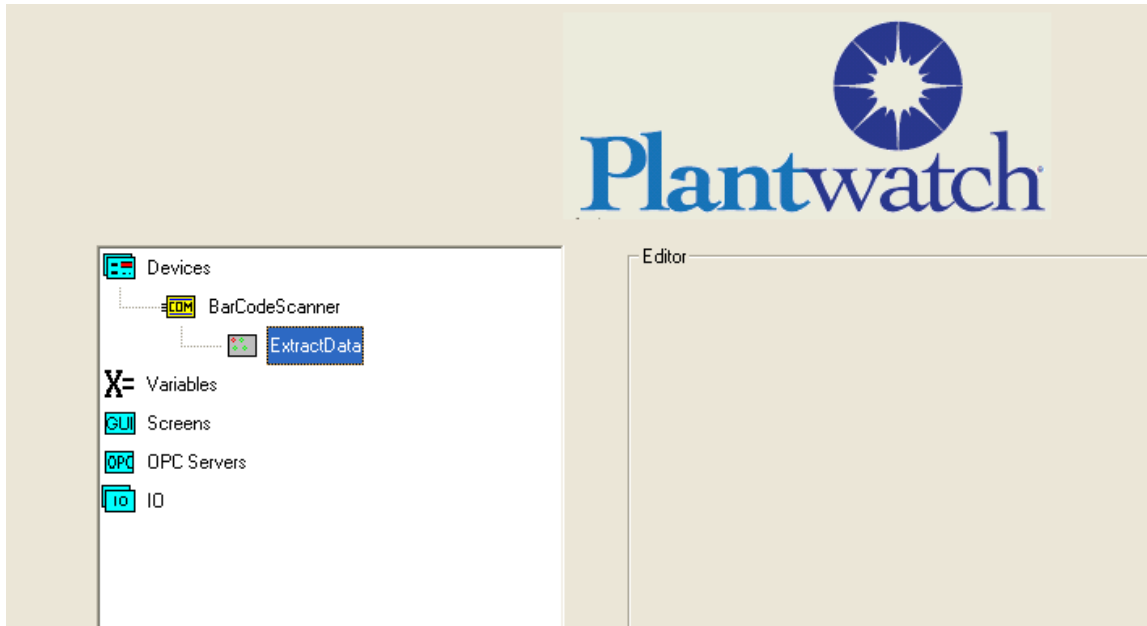 Plantwatch
Devices
Editor
COM BarCodeScanner
ExtractData
X= Variables
GUI Screens
OPC OPC Servers
IO IO